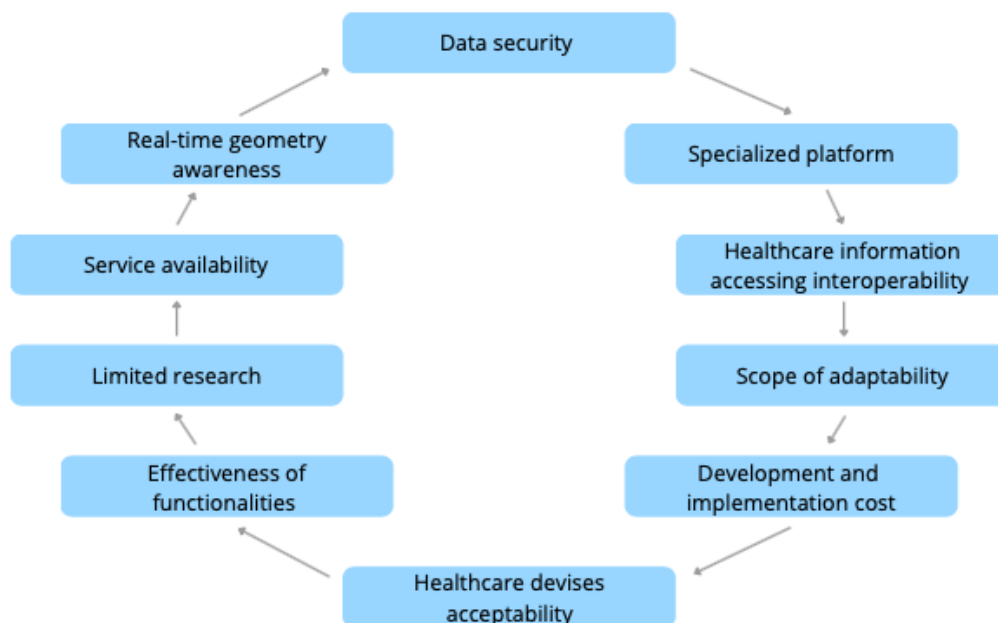 Data security
Real-time geometry
awareness
Specialized platform
Service availability
Healthcare information
accessing interoperability
Limited research
Scope of adaptability
Effectiveness of
functionalities
Development and
implementation cost
Healthcare devises
acceptability